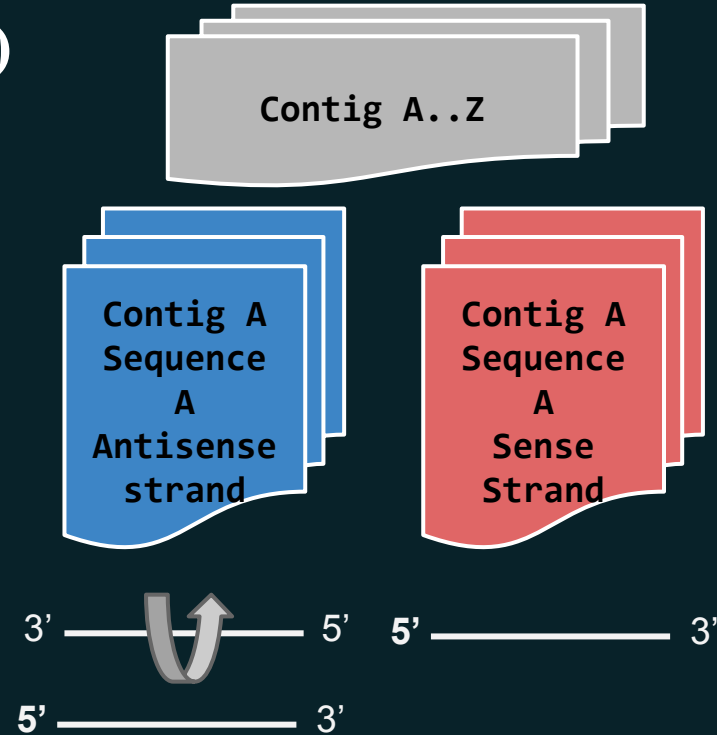 )
Contig A..Z
Contig A
Sequence
A
Antisense
strand
Contig A
Sequence
A
Sense
Strand
3’ 5’ 5’ 3’
5’ 3’